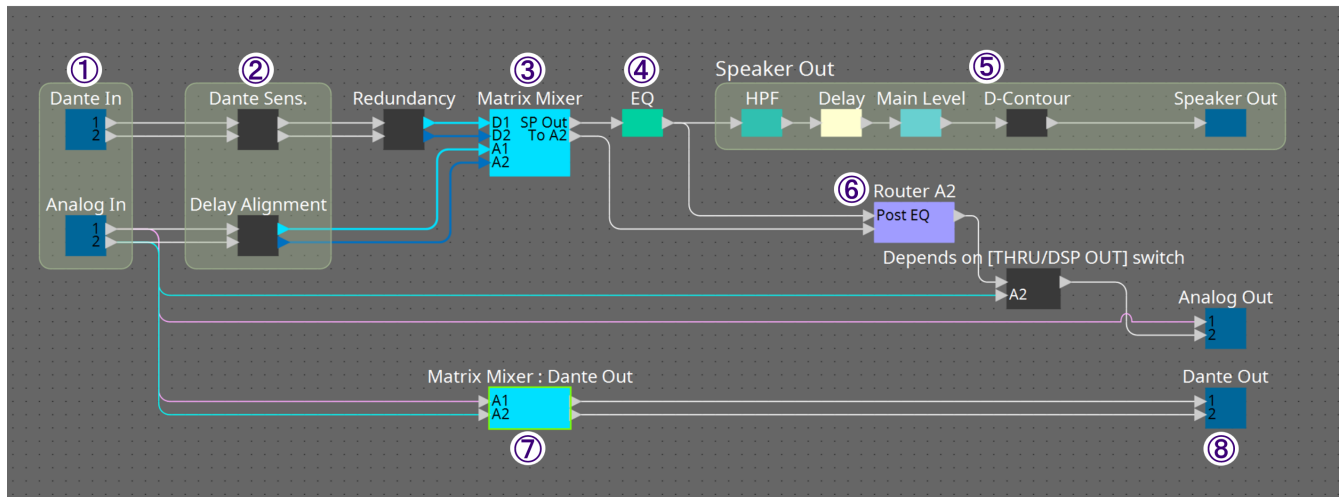 ① ② ③ ④ ⑤
Speaker Out
Dante In Dante Sens. Redundancy Matrix Mixer EQ HPF Delay Main Level D-Contour Speaker Out
1 D1 SP Out
2 D2 To A2
A1
A2
⑥ Router A2
Analog In Delay Alignment
1 Post EQ
2
Depends on [THRU/DSP OUT] switch
A2 Analog Out
1
2
Matrix Mixer : Dante Out Dante Out
A1 1
A2 2
⑦ ⑧